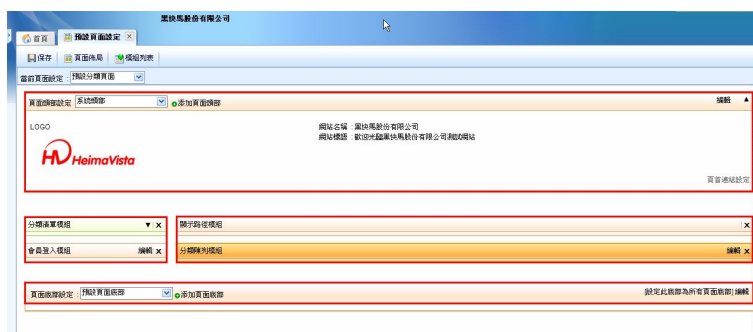 黑快馬股份有限公司
首頁 預設頁面設定
保存 頁面佈局 模組列表
當前頁面設定 : 預設分類頁面
頁面頭部設定 系統頭部 添加頁面頭部 編輯
LOGO
網站名稱 : 黑快馬股份有限公司
網站標語 : 歡迎光臨黑快馬股份有限公司測試網站
HeimaVista
頁首連結設定
分類清單模組 X
顯示路徑模組 X
會員登入模組 編輯 X
分類陳列模組 編輯 X
頁面底部設定 : 預設頁面底部 添加頁面底部 [設定此底部為所有頁面底部] 編輯